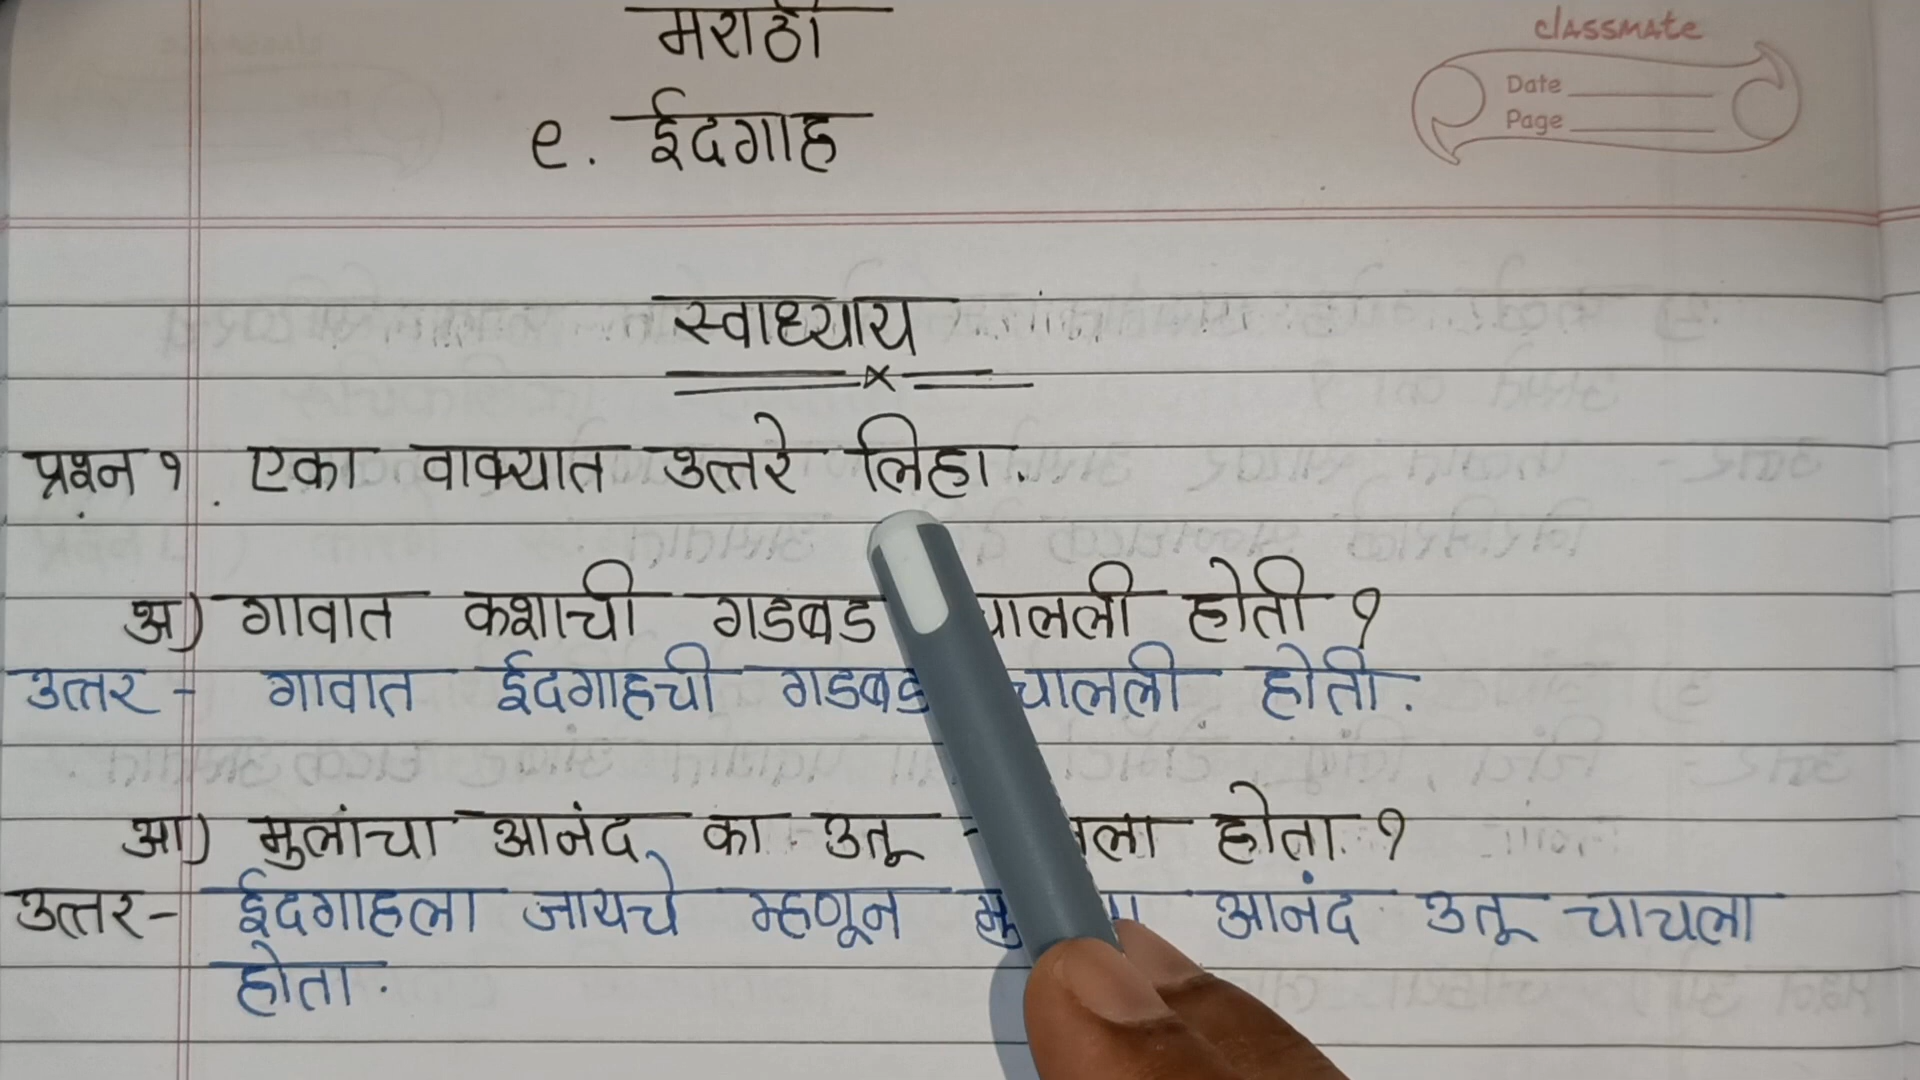 मराठी
classmate
Date
Page
९. ईदगाह
स्वाध्याय
प्रश्न १. एका वाक्यात उत्तरे लिहा.
अ) गावात कशाची गडबड चालली होती ?
उत्तर - गावात ईदगाहची गडबड चालली होती.
आ) मुलांचा आनंद का उतू होता ?
उत्तर - ईदगाहला जायचे म्हणून आनंद उतू चाचला
होता.